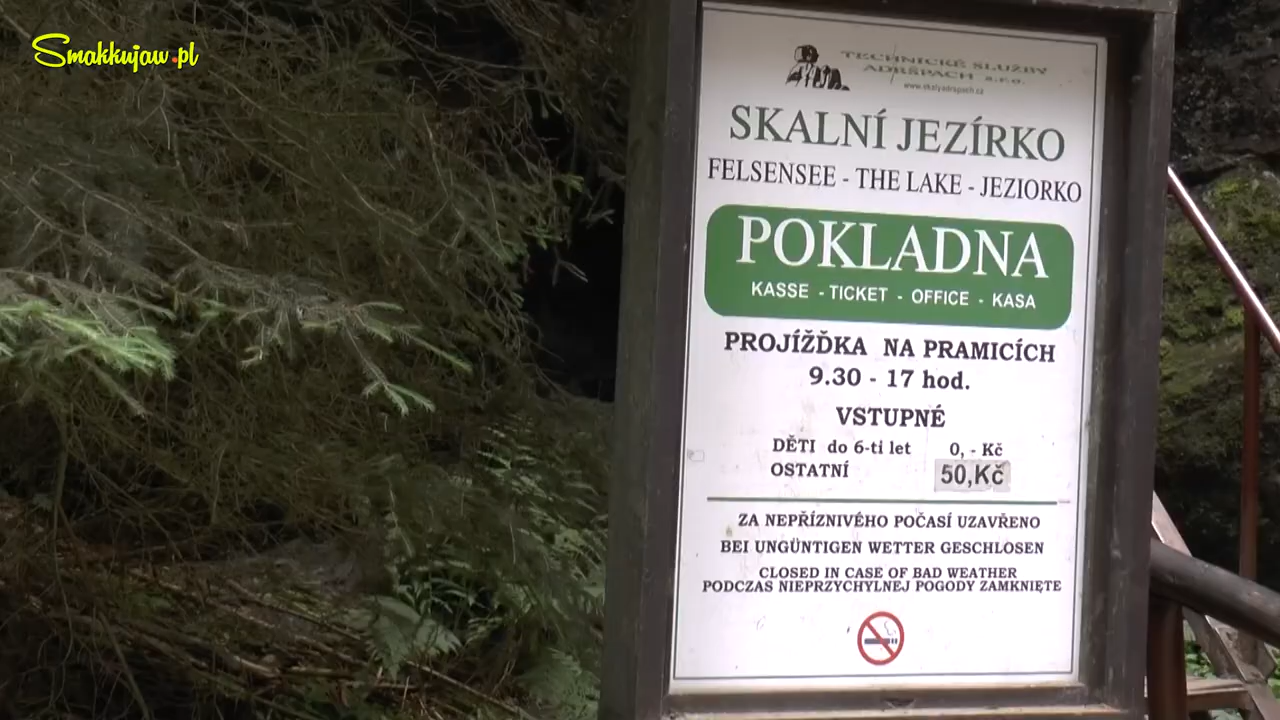 Smakkujaw.pl
TECHNICKÉ SLUŽBY
ADRŠPACH s.r.o.
www.skalyadrspach.cz
SKALNÍ JEZÍRKO
FELSENSEE - THE LAKE - JEZIORKO
POKLADNA
KASSE - TICKET - OFFICE - KASA
PROJÍŽĎKA NA PRAMICÍCH
9.30 - 17 hod.
VSTUPNÉ
DĚTI do 6-ti let 0, - Kč
OSTATNÍ 50,Kč
ZA NEPŘÍZNIVÉHO POČASÍ UZAVŘENO
BEI UNGÜNTIGEN WETTER GESCHLOSEN
CLOSED IN CASE OF BAD WEATHER
PODCZAS NIEPRZYCHYLNEJ POGODY ZAMKNIĘTE